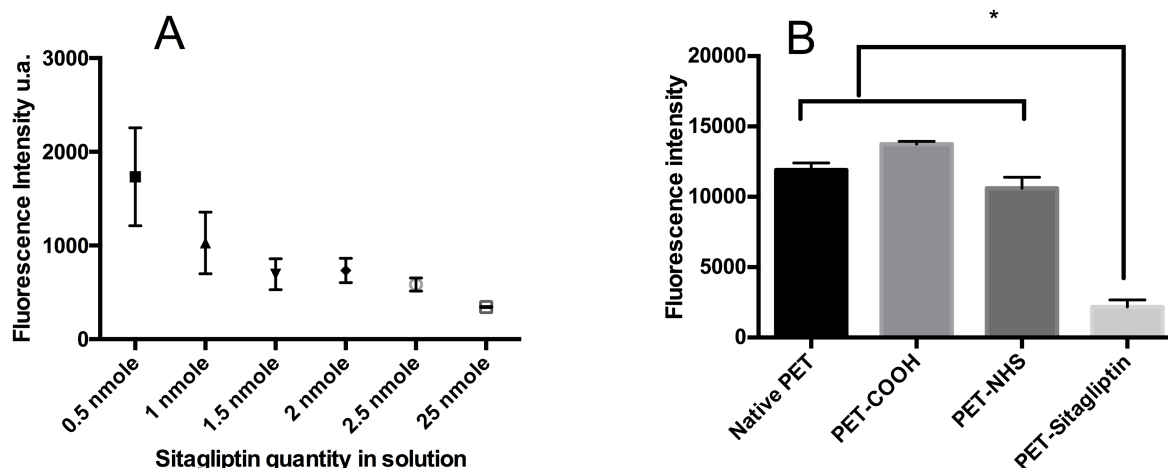 A
Fluorescence Intensity u.a.
3000
2000
1000
0
0.5 nmole
1 nmole
1.5 nmole
2 nmole
2.5 nmole
25 nmole
Sitagliptin quantity in solution
B
*
Fluorescence intensity
20000
15000
10000
5000
0
Native PET
PET-COOH
PET-NHS
PET-Sitagliptin